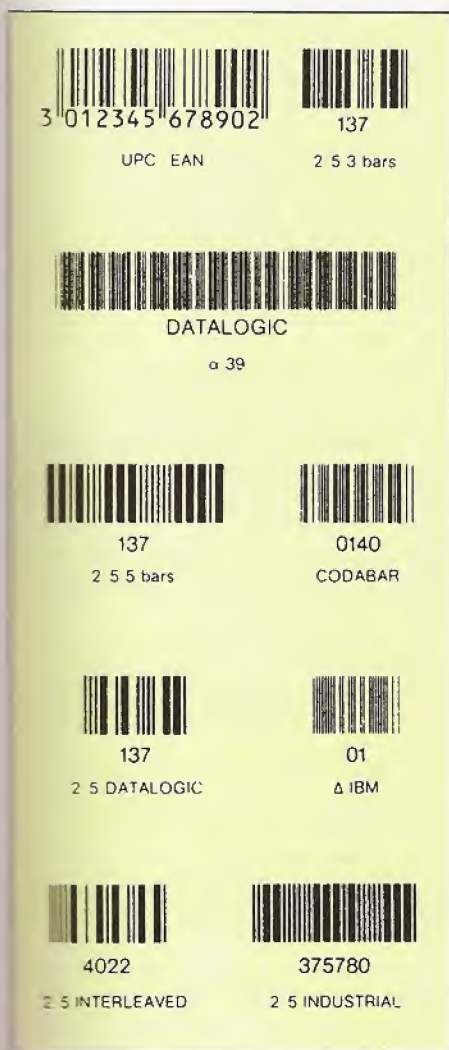 3 012345 678902 137
UPC EAN 2 5 3 bars
DATALOGIC
α 39
137 0140
2 5 5 bars CODABAR
137 01
2 5 DATALOGIC Δ IBM
4022 375780
2 5 INTERLEAVED 2 5 INDUSTRIAL